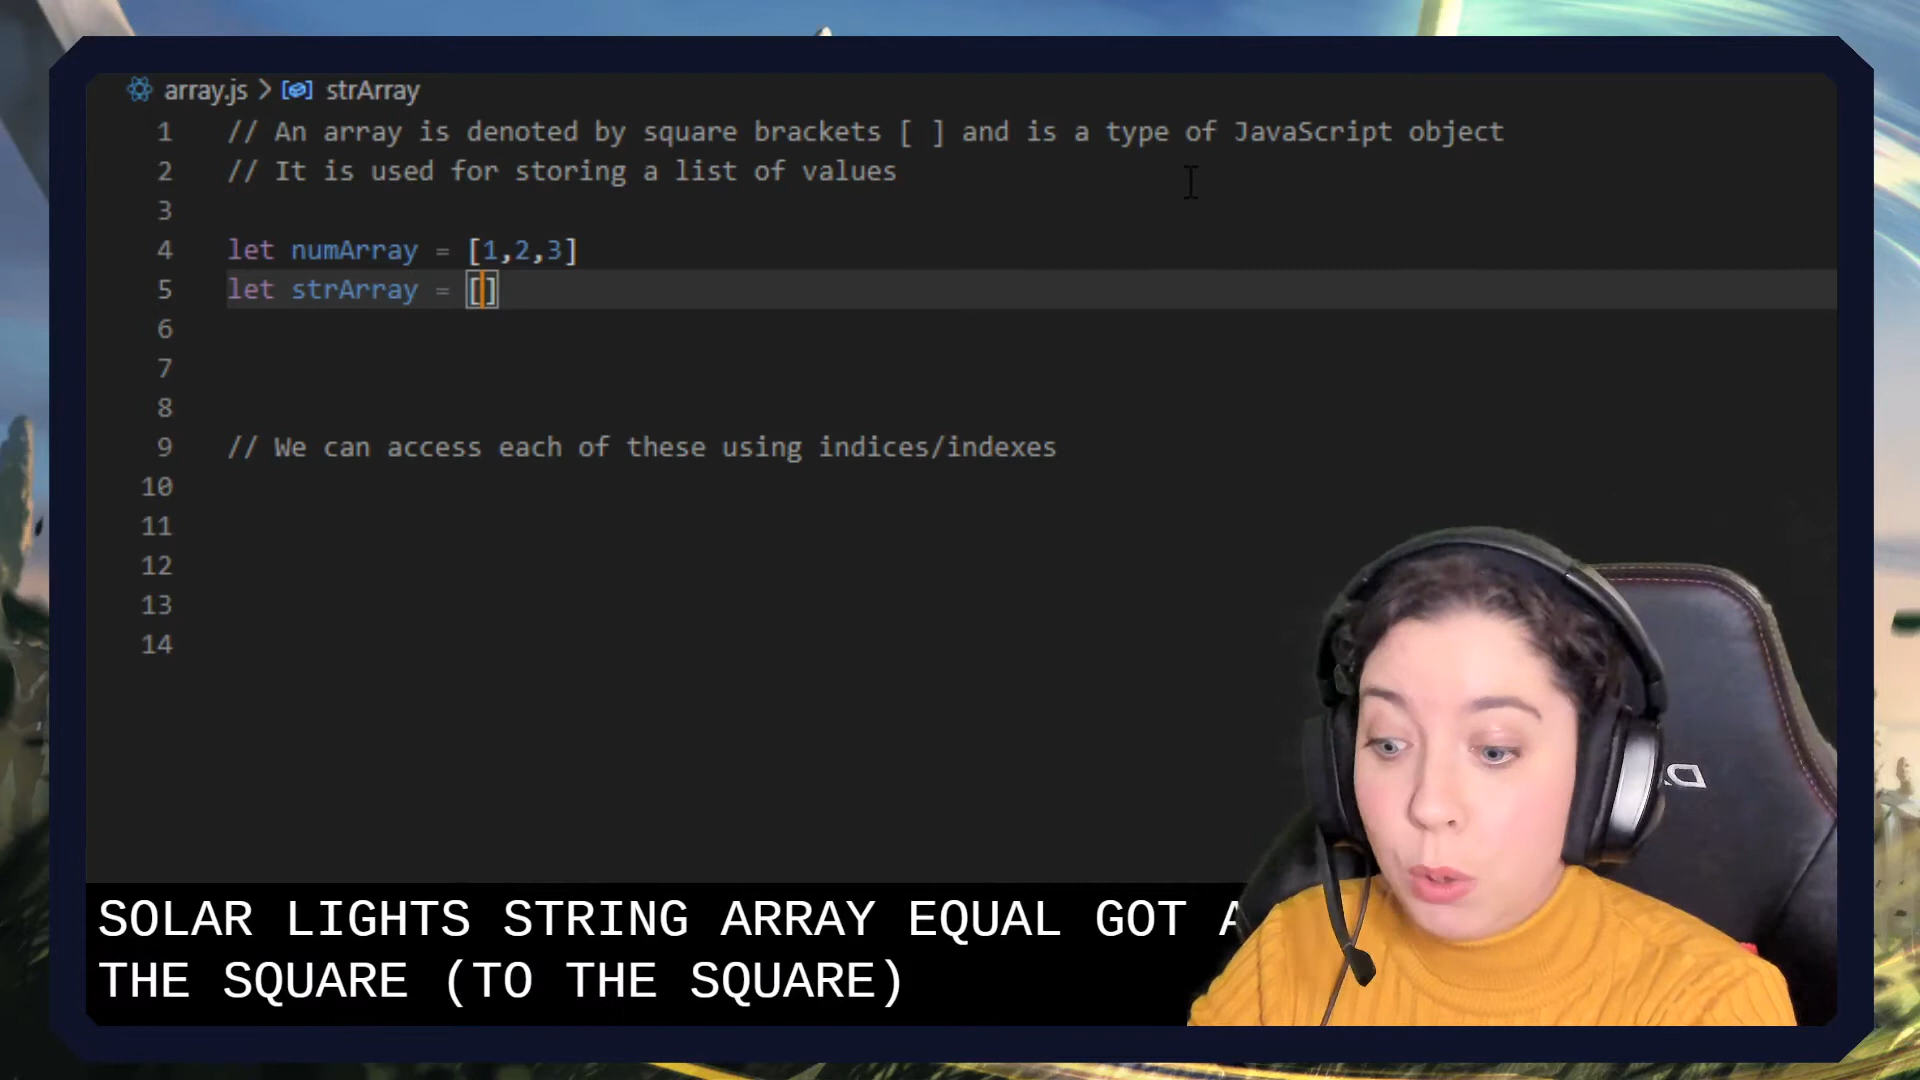 array.js > strArray
1 // An array is denoted by square brackets [ ] and is a type of JavaScript object
2 // It is used for storing a list of values
3
4 let numArray = [1,2,3]
5 let strArray = []
6
7
8
9 // We can access each of these using indices/indexes
10
11
12
13
14
SOLAR LIGHTS STRING ARRAY EQUAL GOT
THE SQUARE (TO THE SQUARE)